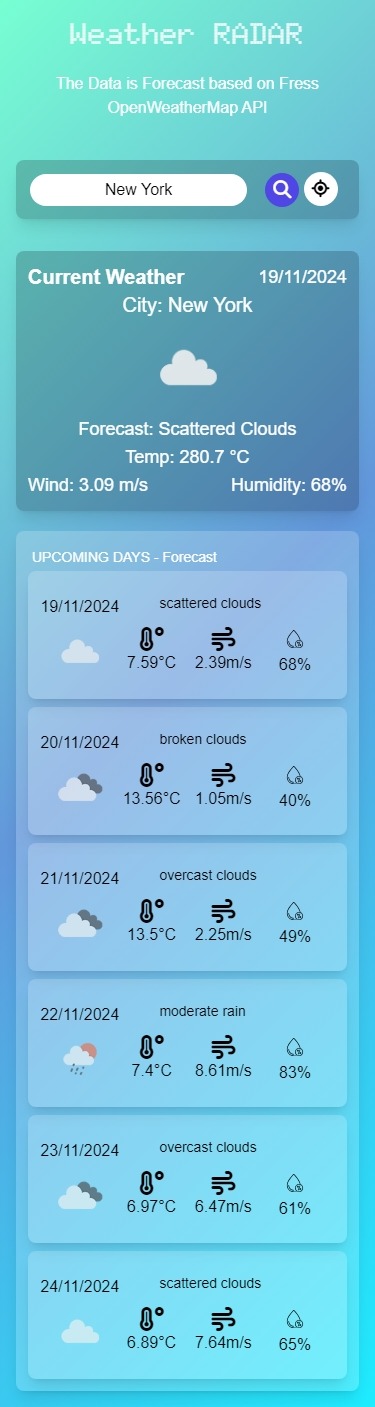 Weather RADAR
The Data is Forecast based on Fress
OpenWeatherMap API
New York
Current Weather 19/11/2024
City: New York
Forecast: Scattered Clouds
Temp: 280.7 °C
Wind: 3.09 m/s Humidity: 68%
UPCOMING DAYS - Forecast
19/11/2024 scattered clouds
7.59°C 2.39m/s 68%
20/11/2024 broken clouds
13.56°C 1.05m/s 40%
21/11/2024 overcast clouds
13.5°C 2.25m/s 49%
22/11/2024 moderate rain
7.4°C 8.61m/s 83%
23/11/2024 overcast clouds
6.97°C 6.47m/s 61%
24/11/2024 scattered clouds
6.89°C 7.64m/s 65%